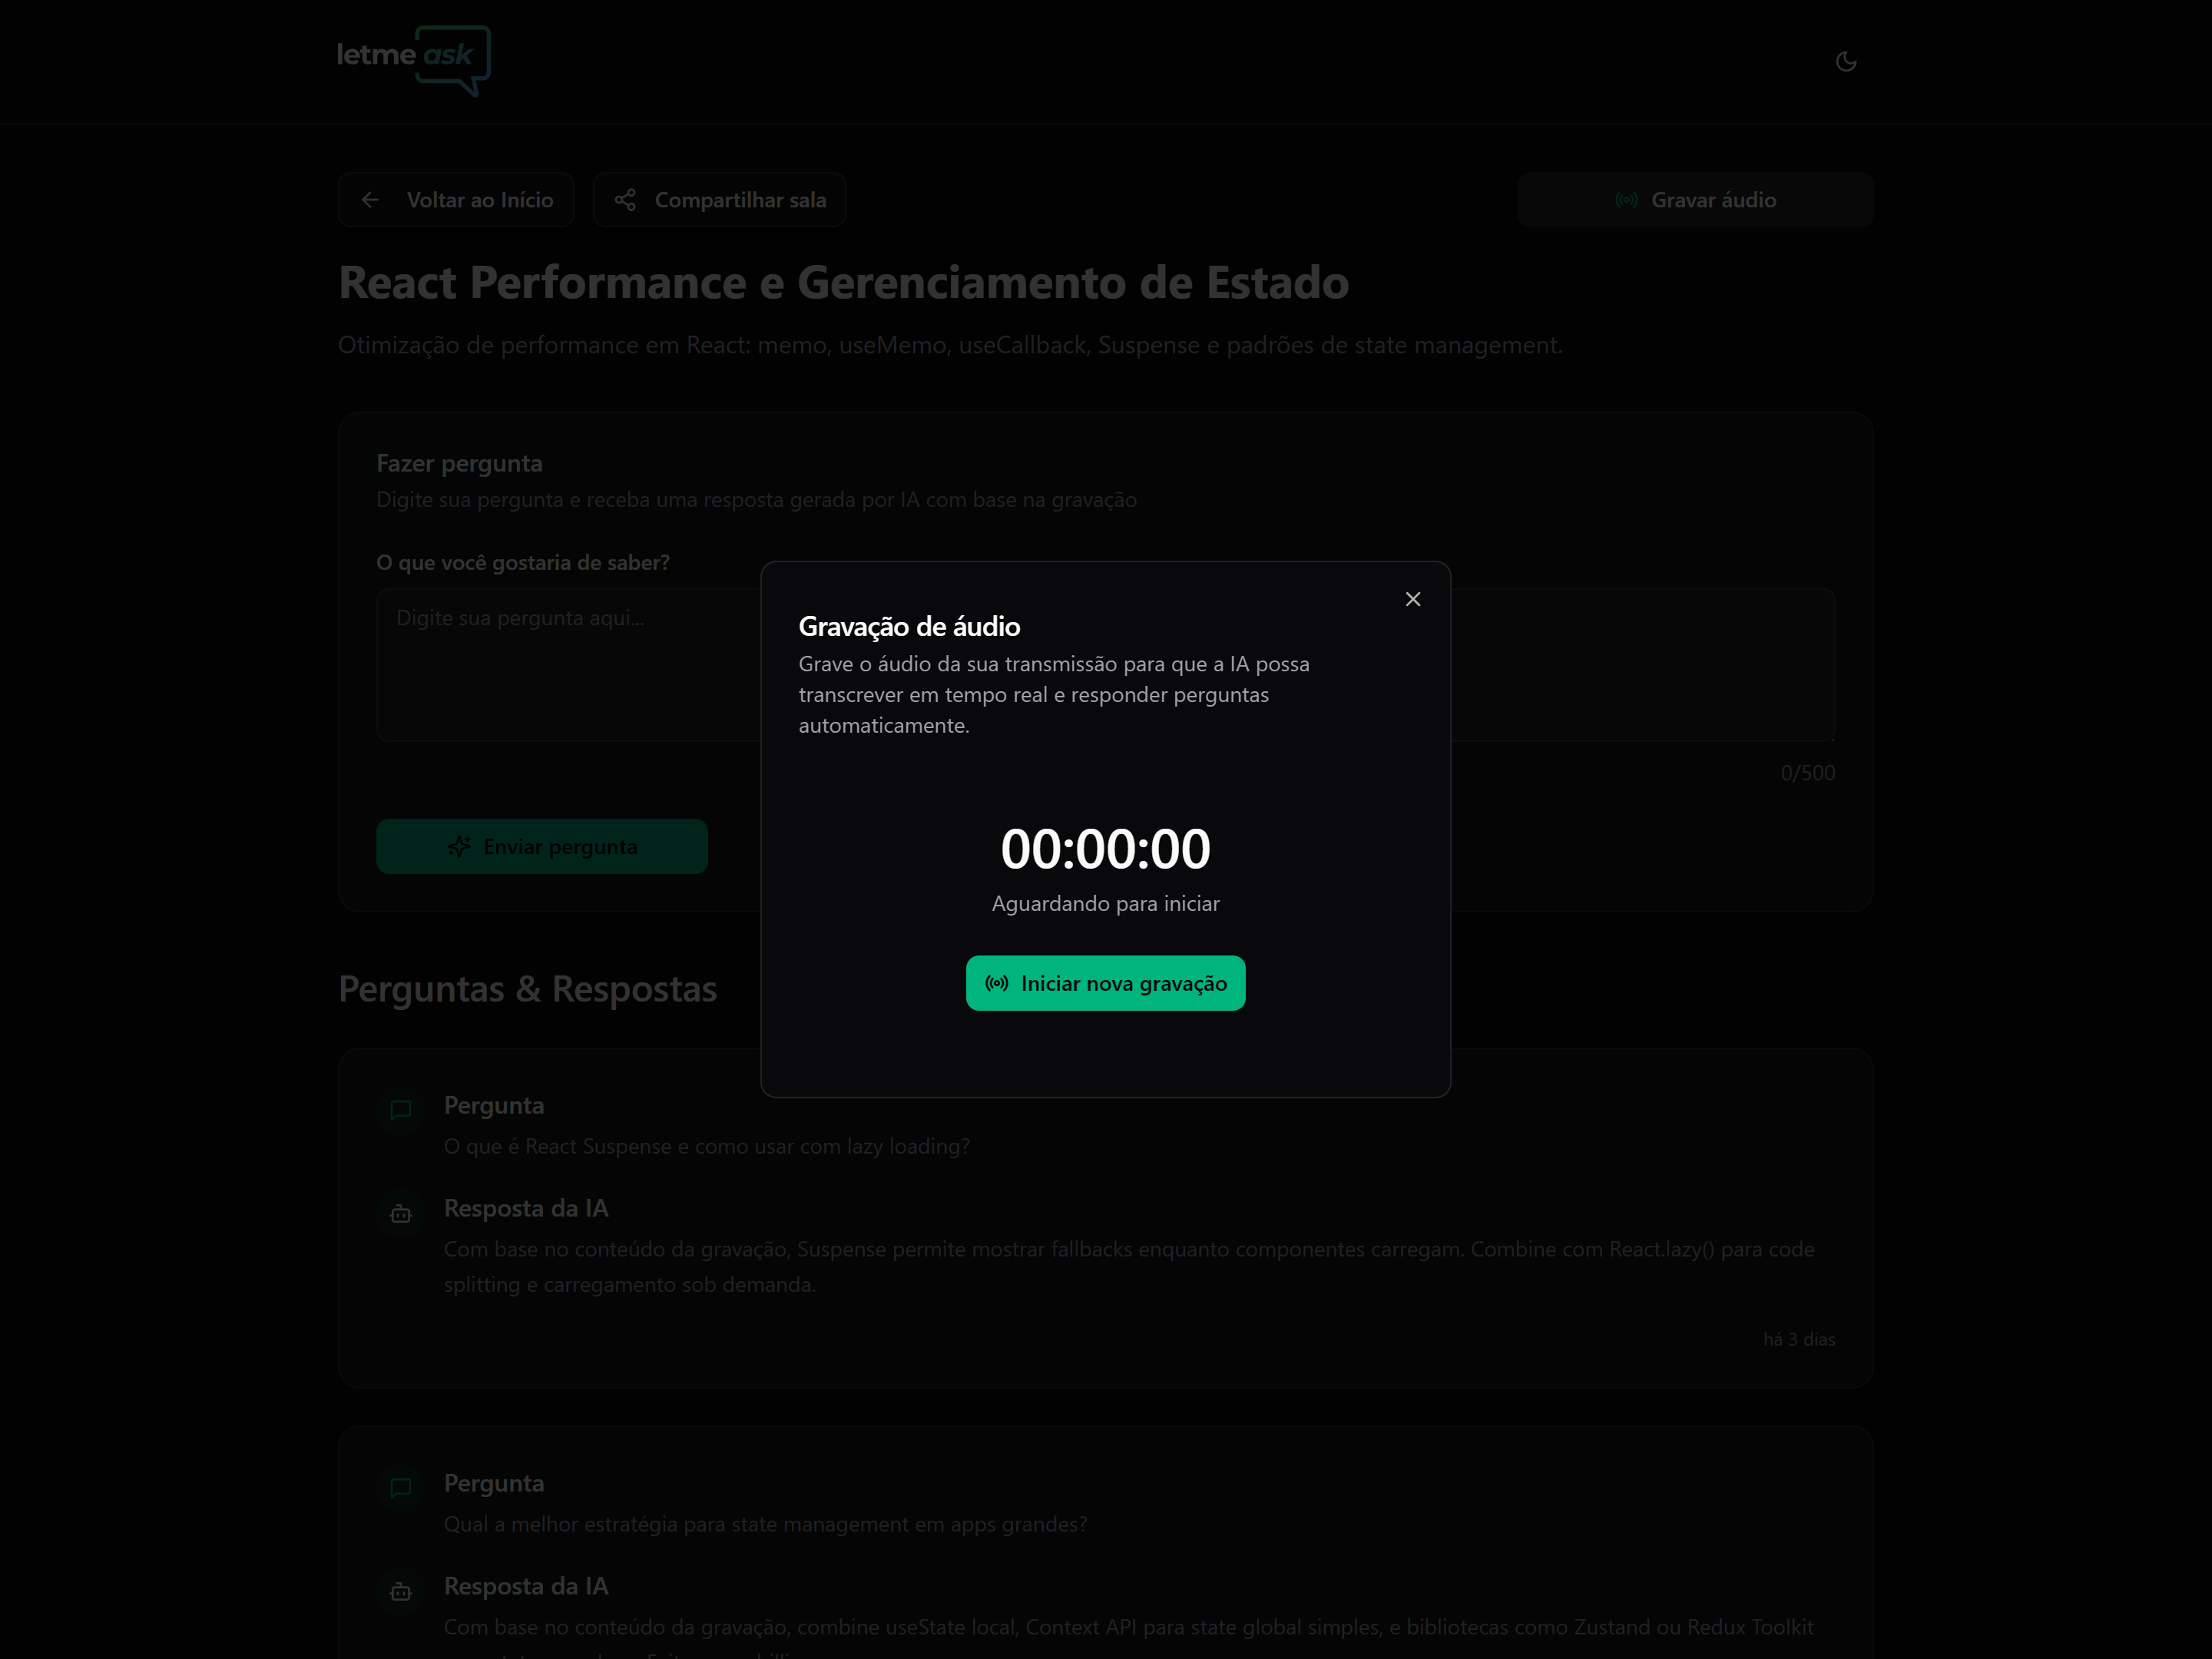 letme ask
Voltar ao Início
Compartilhar sala
Gravar áudio
React Performance e Gerenciamento de Estado
Otimização de performance em React: memo, useMemo, useCallback, Suspense e padrões de state management.
Fazer pergunta
Digite sua pergunta e receba uma resposta gerada por IA com base na gravação
O que você gostaria de saber?
Digite sua pergunta aqui...
0/500
Enviar pergunta
Gravação de áudio
Grave o áudio da sua transmissão para que a IA possa
transcrever em tempo real e responder perguntas
automaticamente.
00:00:00
Aguardando para iniciar
Iniciar nova gravação
Perguntas & Respostas
Pergunta
O que é React Suspense e como usar com lazy loading?
Resposta da IA
Com base no conteúdo da gravação, Suspense permite mostrar fallbacks enquanto componentes carregam. Combine com React.lazy() para code
splitting e carregamento sob demanda.
há 3 dias
Pergunta
Qual a melhor estratégia para state management em apps grandes?
Resposta da IA
Com base no conteúdo da gravação, combine useState local, Context API para state global simples, e bibliotecas como Zustand ou Redux Toolkit